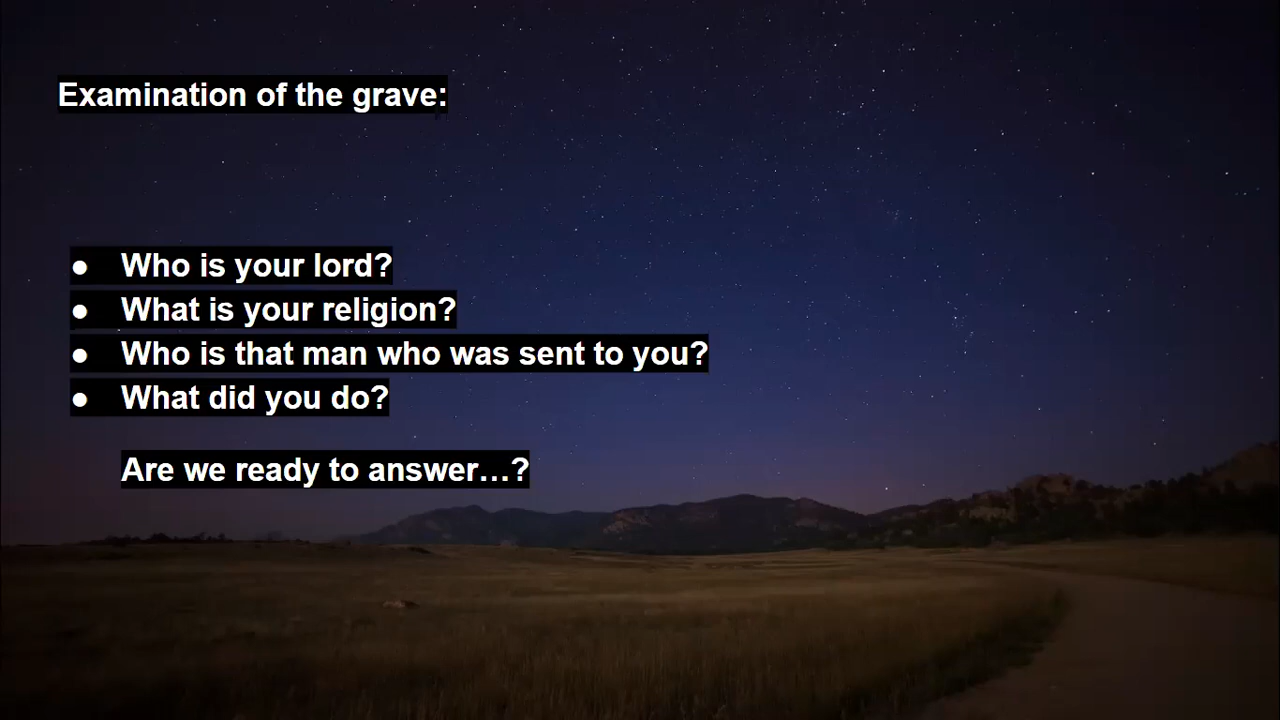 Examination of the grave:
● Who is your lord?
● What is your religion?
● Who is that man who was sent to you?
● What did you do?
Are we ready to answer…?